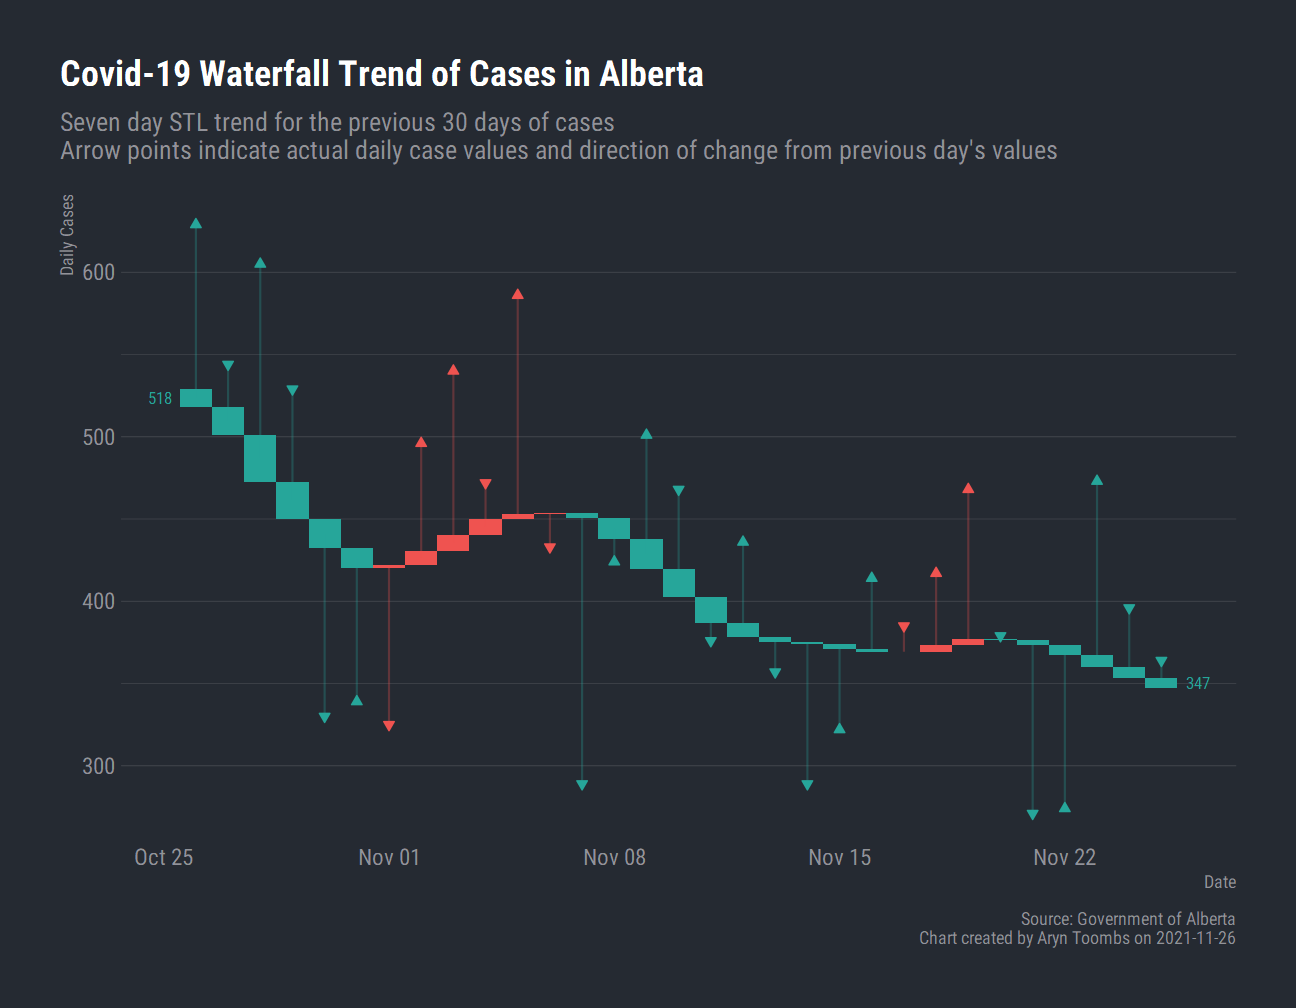 Covid-19 Waterfall Trend of Cases in Alberta
Seven day STL trend for the previous 30 days of cases
Arrow points indicate actual daily case values and direction of change from previous day's values
Daily Cases
600
500
400
300
518
347
Oct 25
Nov 01
Nov 08
Nov 15
Nov 22
Date
Source: Government of Alberta
Chart created by Aryn Toombs on 2021-11-26